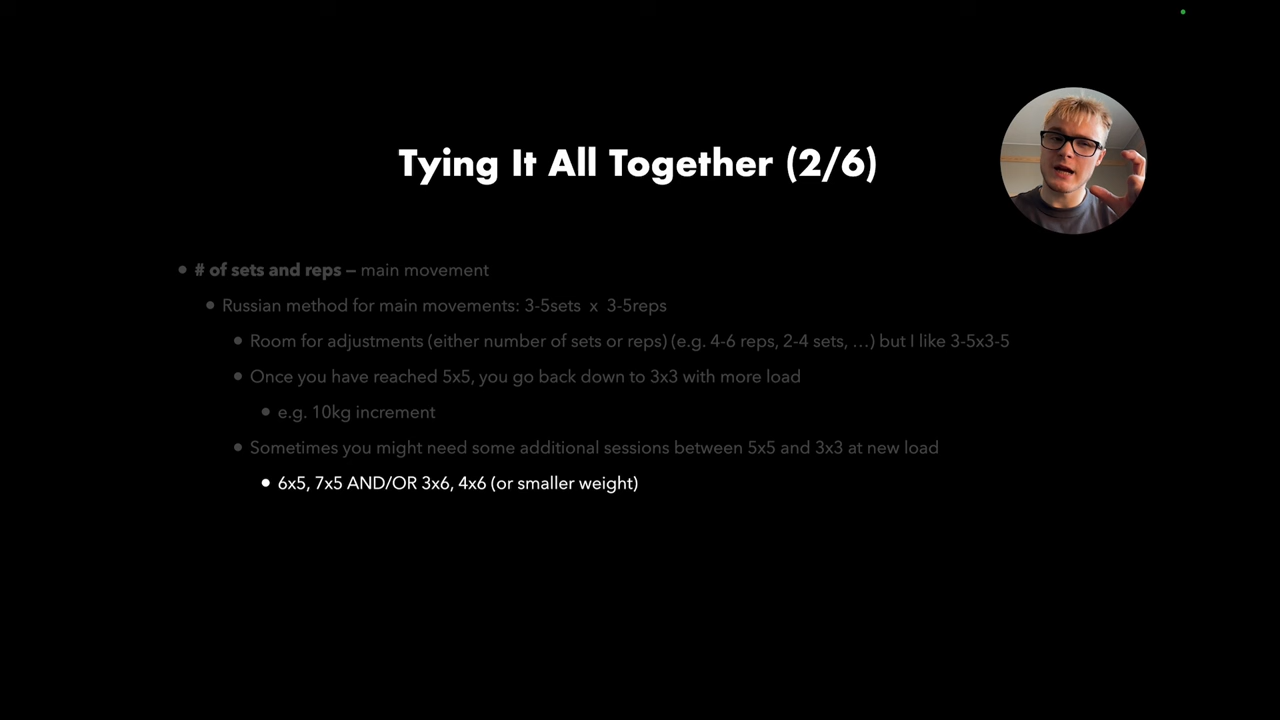 Tying It All Together (2/6)
● # of sets and reps – main movement
● Russian method for main movements: 3-5sets x 3-5reps
● Room for adjustments (either number of sets or reps) (e.g. 4-6 reps, 2-4 sets, …) but I like 3-5x3-5
● Once you have reached 5x5, you go back down to 3x3 with more load
● e.g. 10kg increment
● Sometimes you might need some additional sessions between 5x5 and 3x3 at new load
● 6x5, 7x5 AND/OR 3x6, 4x6 (or smaller weight)